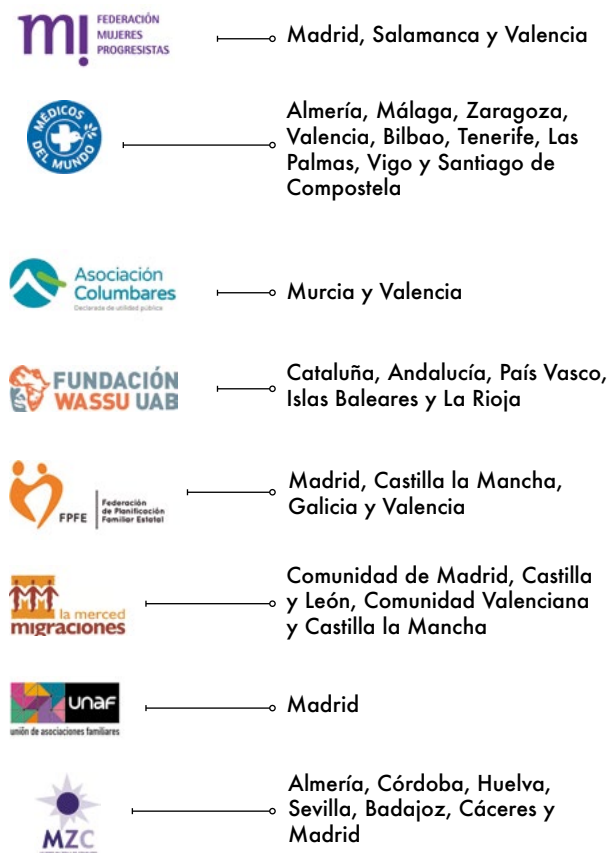 FEDERACIÓN
MUJERES
PROGRESISTAS
Madrid, Salamanca y Valencia
MÉDICOS
DEL MUNDO
Almería, Málaga, Zaragoza,
Valencia, Bilbao, Tenerife, Las
Palmas, Vigo y Santiago de
Compostela
Asociación
Columbares
Declarada de utilidad pública
Murcia y Valencia
FUNDACIÓN
WASSU UAB
Cataluña, Andalucía, País Vasco,
Islas Baleares y La Rioja
FPFE
Federación
de Planificación
Familiar Estatal
Madrid, Castilla la Mancha,
Galicia y Valencia
la merced
migraciones
Comunidad de Madrid, Castilla
y León, Comunidad Valenciana
y Castilla la Mancha
unaf
unión de asociaciones familiares
Madrid
MZC
Almería, Córdoba, Huelva,
Sevilla, Badajoz, Cáceres y
Madrid